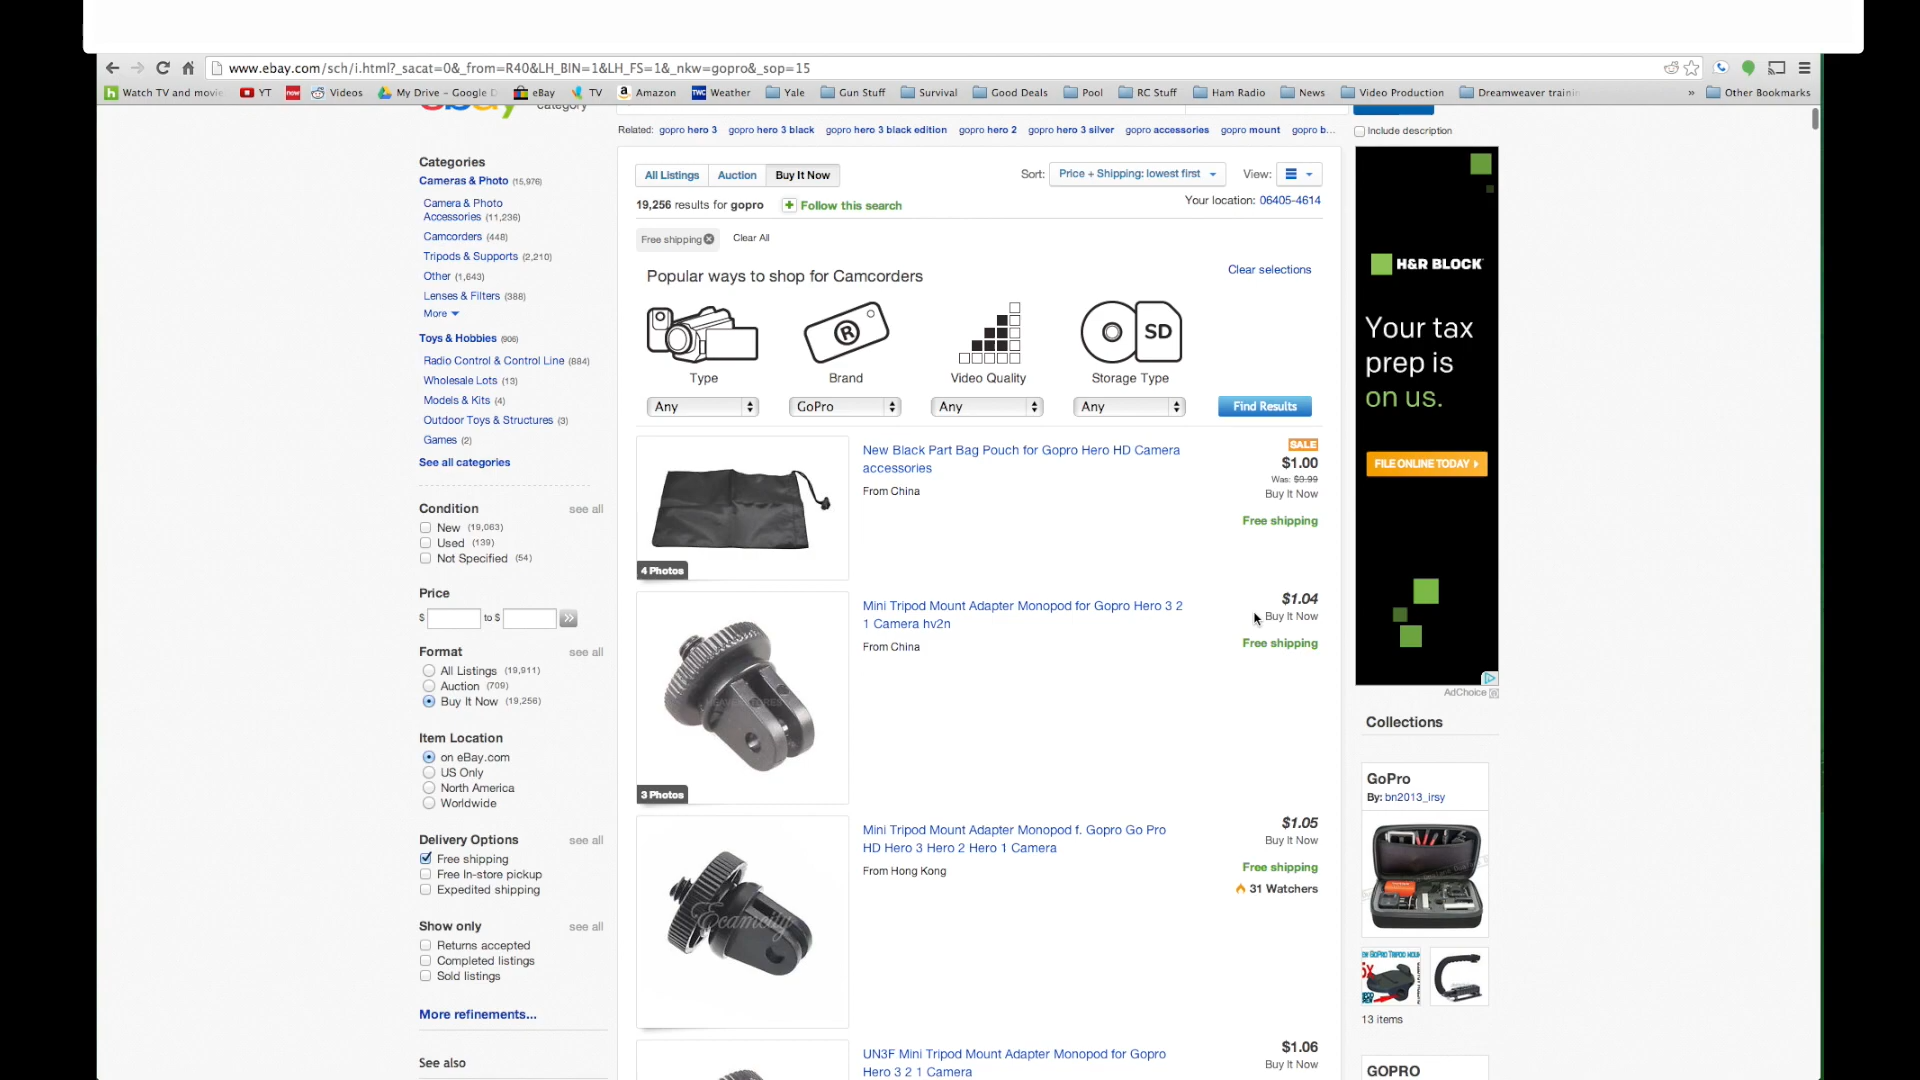 www.ebay.com/sch/i.html?_sacat=0&_from=R40&LH_BIN=1&LH_FS=1&_nkw=gopro&_sop=15
Watch TV and movie
YT
now
Videos
My Drive - Google D
eBay
TV
Amazon
TWC Weather
Yale
Gun Stuff
Survival
Good Deals
Pool
RC Stuff
Ham Radio
News
Video Production
Dreamweaver trainin
»
Other Bookmarks
category
Related: gopro hero 3 gopro hero 3 black gopro hero 3 black edition gopro hero 2 gopro hero 3 silver gopro accessories gopro mount gopro b...
Include description
Categories
Cameras & Photo (15,976)
Camera & Photo
Accessories (11,236)
Camcorders (448)
Tripods & Supports (2,210)
Other (1,643)
Lenses & Filters (388)
More
Toys & Hobbies (906)
Radio Control & Control Line (884)
Wholesale Lots (13)
Models & Kits (4)
Outdoor Toys & Structures (3)
Games (2)
See all categories
Condition see all
New (19,063)
Used (139)
Not Specified (54)
Price
$ to $ »
Format see all
All Listings (19,911)
Auction (709)
Buy It Now (19,256)
Item Location
on eBay.com
US Only
North America
Worldwide
Delivery Options see all
Free shipping
Free In-store pickup
Expedited shipping
Show only see all
Returns accepted
Completed listings
Sold listings
More refinements...
See also
All Listings Auction Buy It Now
Sort: Price + Shipping: lowest first View:
19,256 results for gopro + Follow this search
Your location: 06405-4614
Free shipping Clear All
Popular ways to shop for Camcorders
Clear selections
R
SD
Type Brand Video Quality Storage Type
Any GoPro Any Any Find Results
New Black Part Bag Pouch for Gopro Hero HD Camera
accessories
From China
SALE
$1.00
Was: $3.99
Buy It Now
Free shipping
4 Photos
Mini Tripod Mount Adapter Monopod for Gopro Hero 3 2
1 Camera hv2n
From China
$1.04
Buy It Now
Free shipping
3 Photos
Mini Tripod Mount Adapter Monopod f. Gopro Go Pro
HD Hero 3 Hero 2 Hero 1 Camera
From Hong Kong
$1.05
Buy It Now
Free shipping
31 Watchers
Ecamcity
UN3F Mini Tripod Mount Adapter Monopod for Gopro
Hero 3 2 1 Camera
$1.06
Buy It Now
H&R BLOCK
Your tax
prep is
on us.
FILE ONLINE TODAY
AdChoice
Collections
GoPro
By: bn2013_irsy
13 items
GOPRO